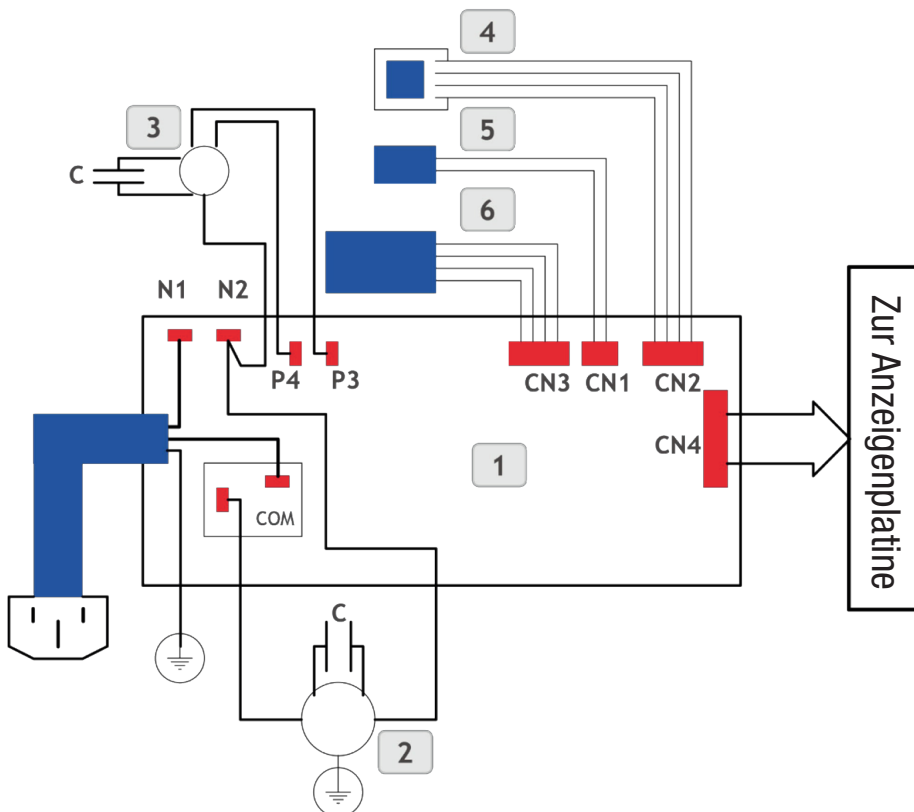 4
3
5
C
6
N1 N2
P4 P3
CN3 CN1 CN2
CN4
1
COM
C
2
Zur Anzeigenplatine